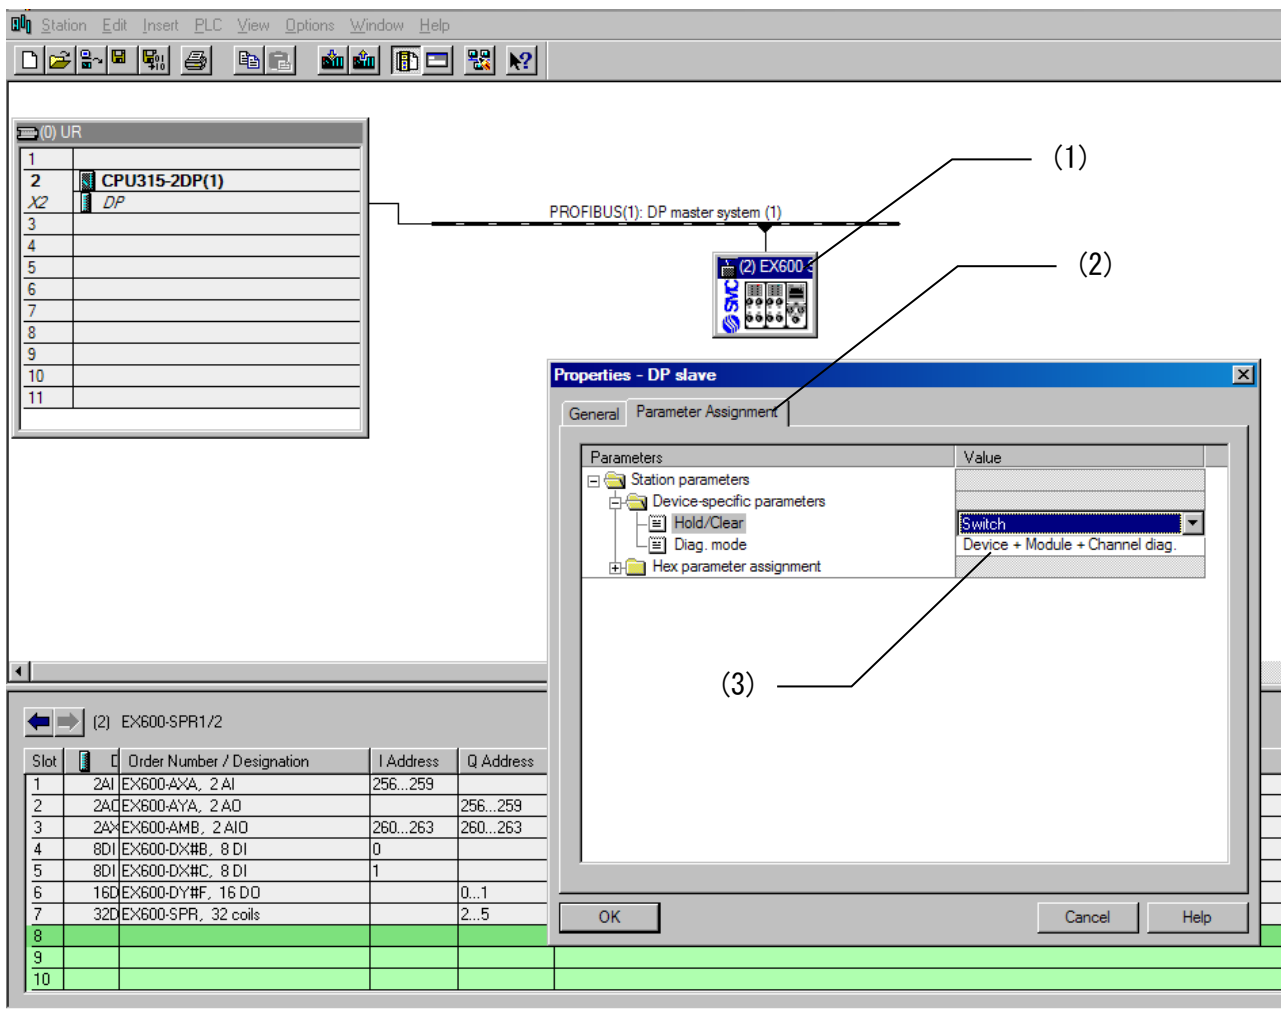 Station Edit Insert PLC View Options Window Help
(0) UR
1
2 CPU315-2DP(1)
X2 DP
3
4
5
6
7
8
9
10
11
PROFIBUS(1): DP master system (1)
(1)
(2) EX600 3
SMC
(2)
Properties - DP slave
General Parameter Assignment
Parameters Value
Station parameters
Device-specific parameters
Hold/Clear Switch
Diag. mode Device + Module + Channel diag.
Hex parameter assignment
(3)
OK Cancel Help
(2) EX600-SPR1/2
Slot D Order Number / Designation I Address Q Address
1 2AI EX600-AXA, 2 AI 256...259
2 2AO EX600-AYA, 2 AO 256...259
3 2AX EX600-AMB, 2 AIO 260...263 260...263
4 8DI EX600-DX#B, 8 DI 0
5 8DI EX600-DX#C, 8 DI 1
6 16D EX600-DY#F, 16 DO 0...1
7 32D EX600-SPR, 32 coils 2...5
8
9
10